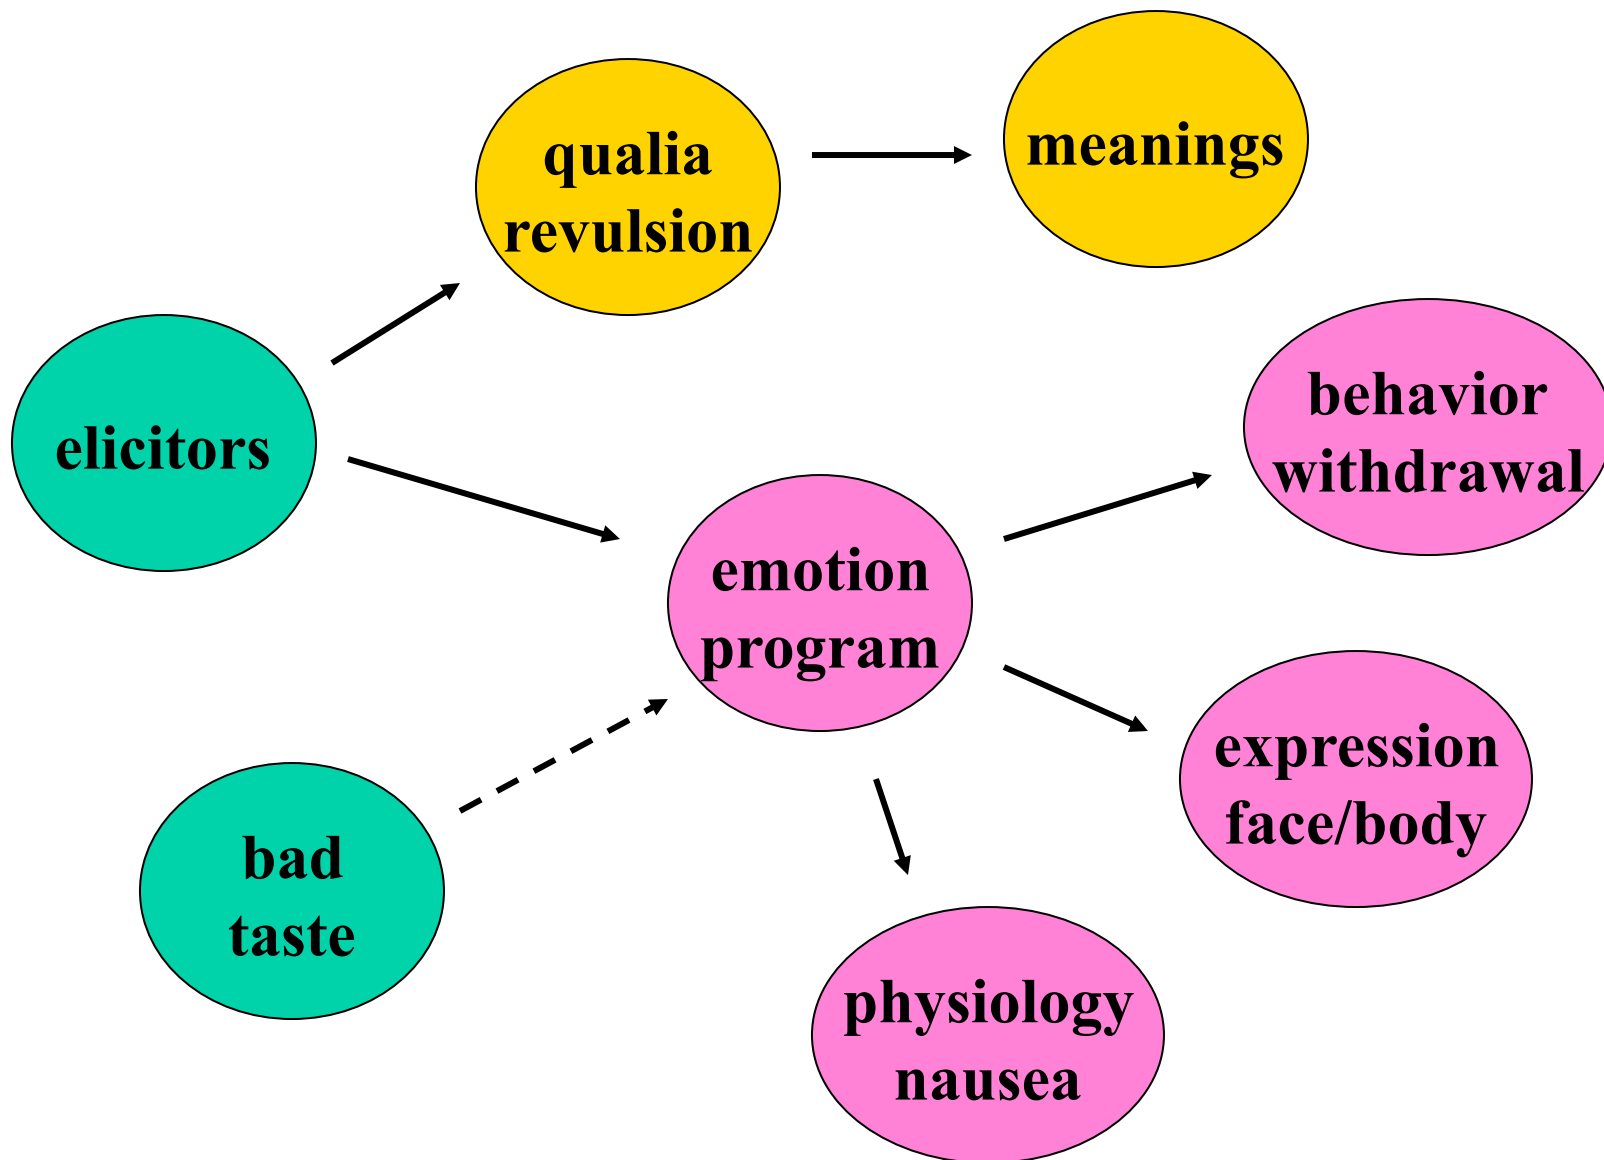 qualia
revulsion
meanings
elicitors
behavior
withdrawal
emotion
program
expression
face/body
bad
taste
physiology
nausea